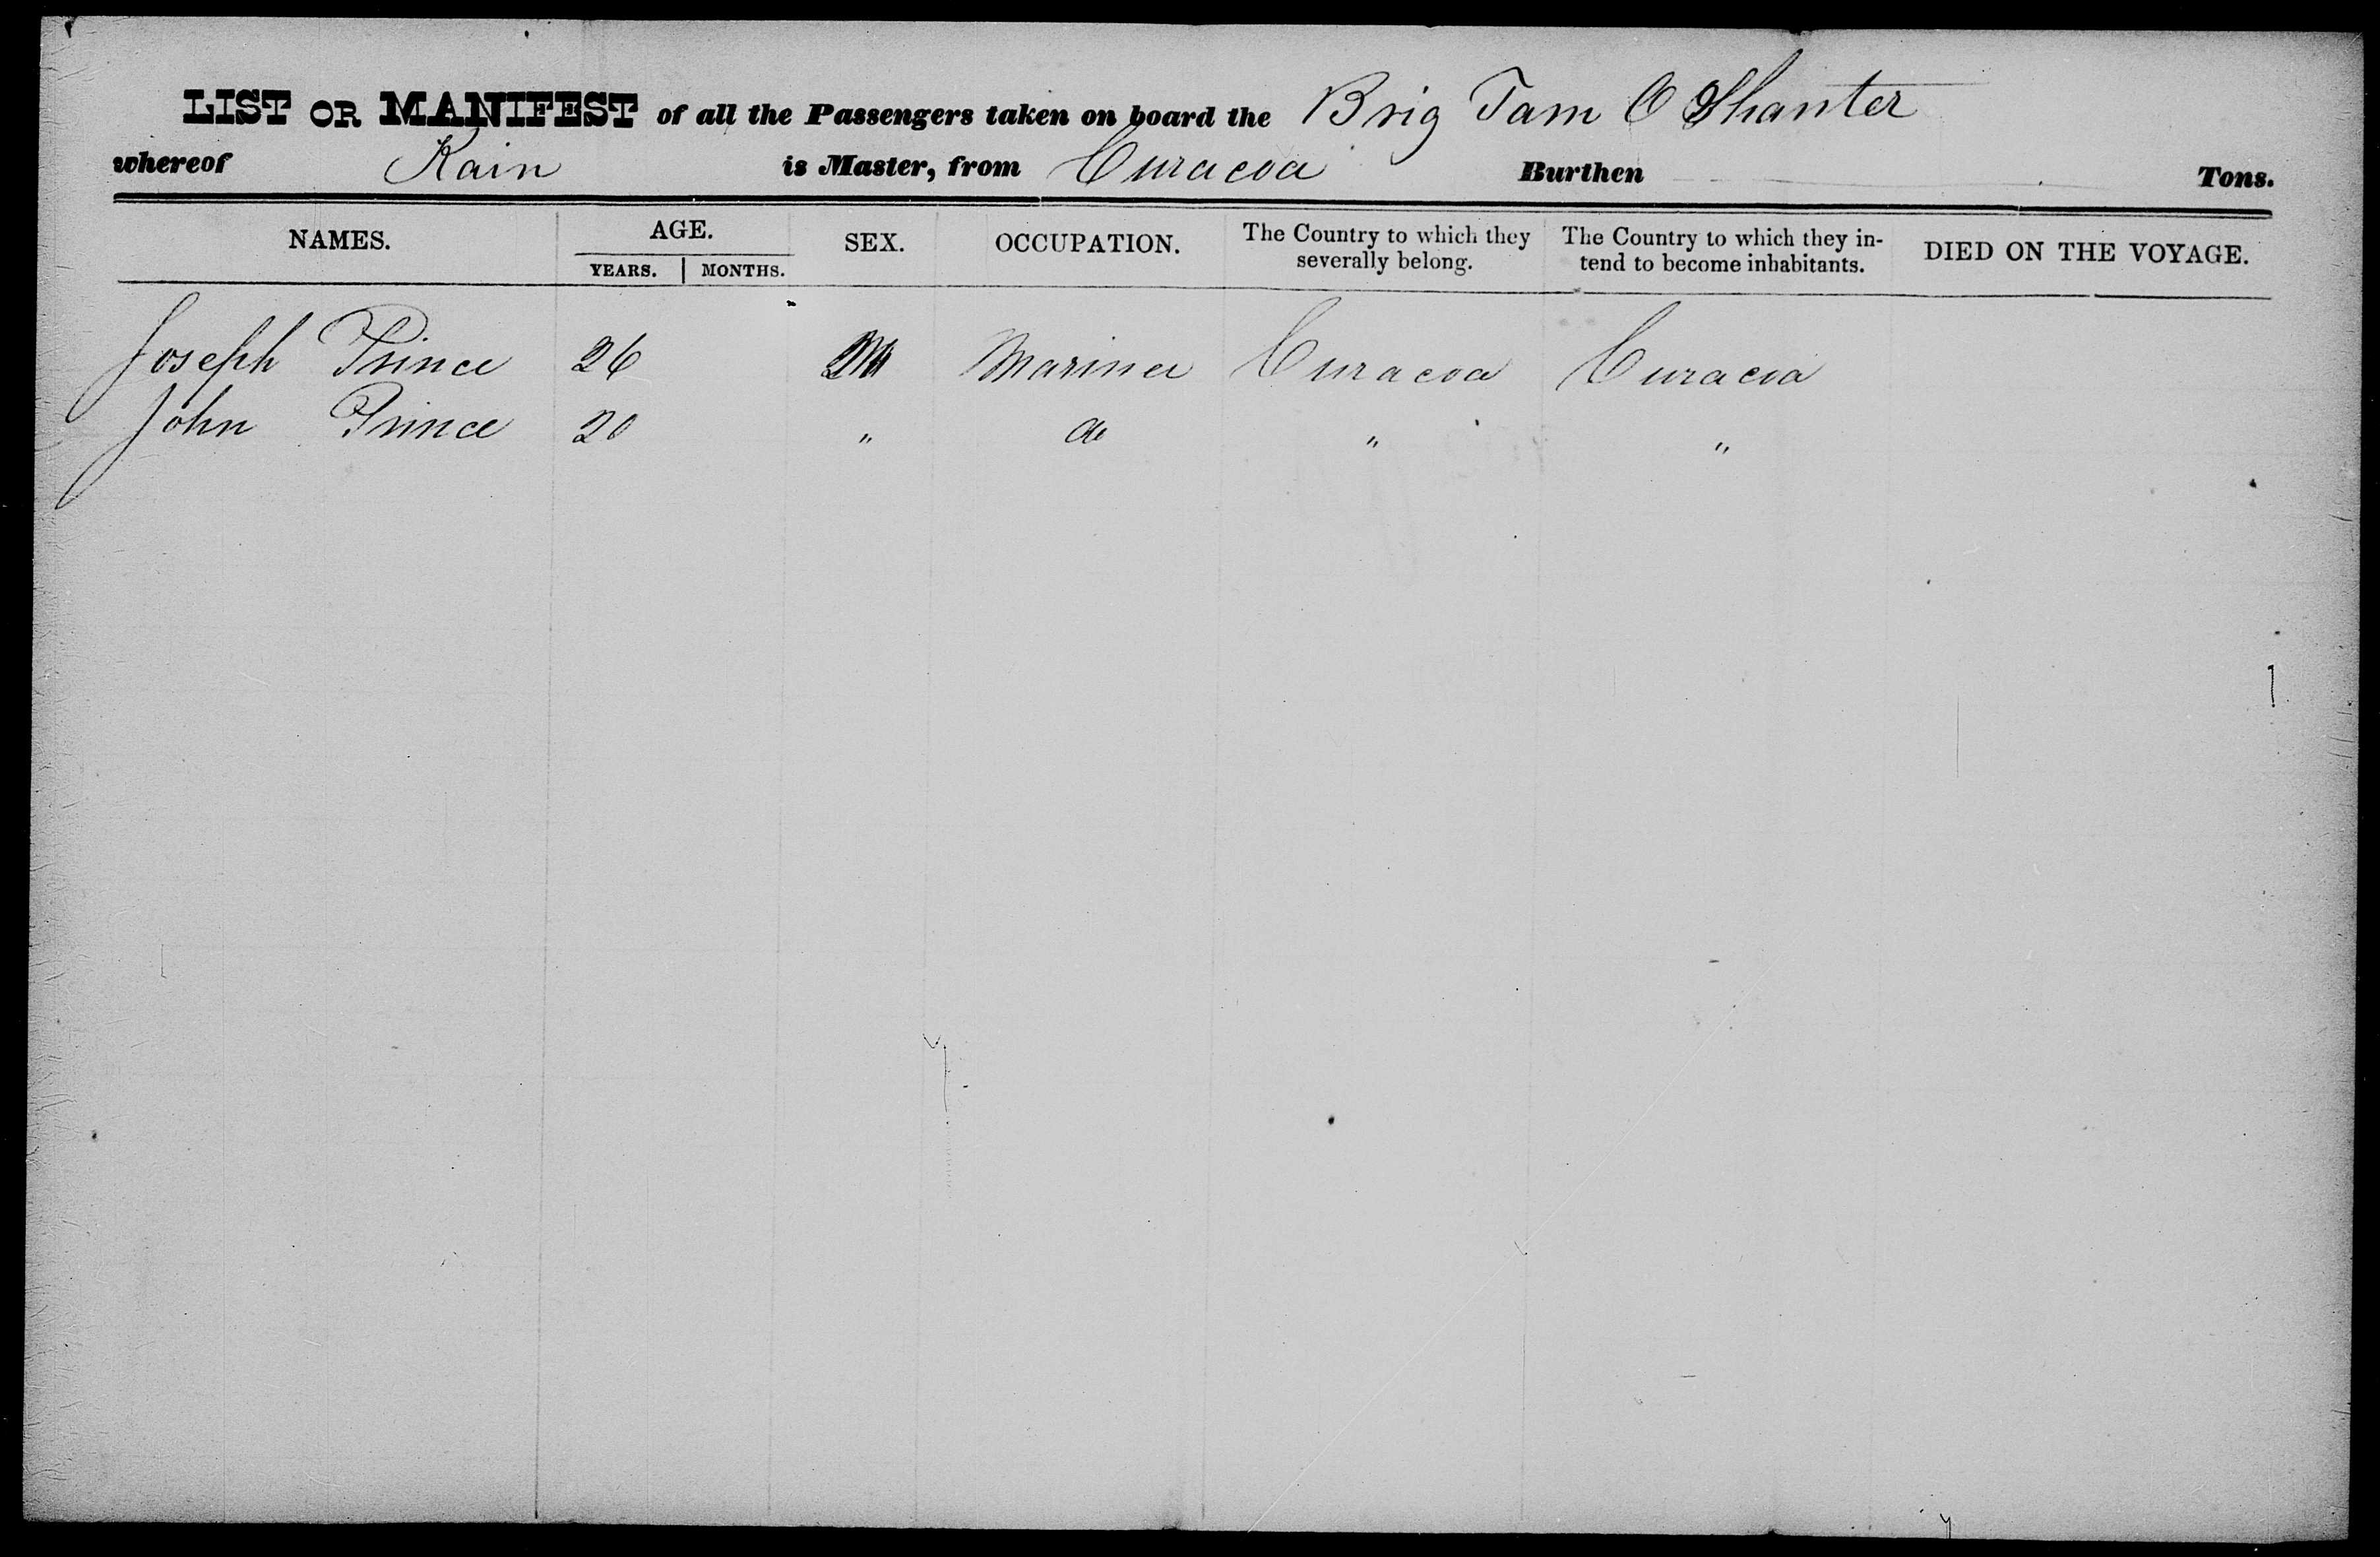 LIST OR MANIFEST of all the Passengers taken on board the Brig Tam O Shanter
whereof Rain is Master, from Curacoa Burthen Tons.
NAMES. AGE. SEX. OCCUPATION. The Country to which they severally belong. The Country to which they intend to become inhabitants. DIED ON THE VOYAGE.
YEARS. MONTHS.
Joseph Prince 26 M Mariner Curacoa Curacoa
John Prince 20 " do " "